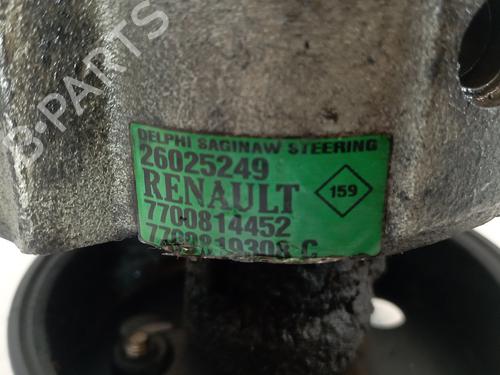 B-PARTS
DELPHI SAGINAW STEERING
26025249
RENAULT
159
7700814452
7700819308 C